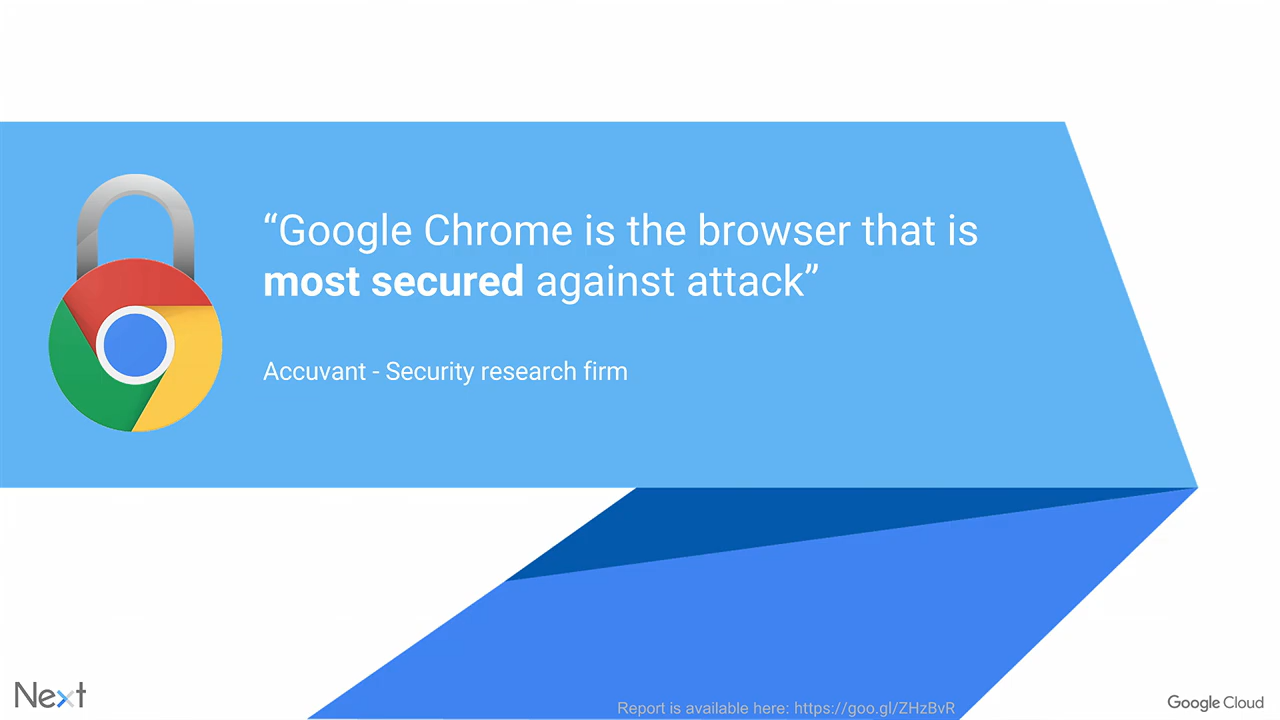 “Google Chrome is the browser that is
most secured against attack”
Accuvant - Security research firm
Next
Report is available here: https://goo.gl/ZHzBvR
Google Cloud